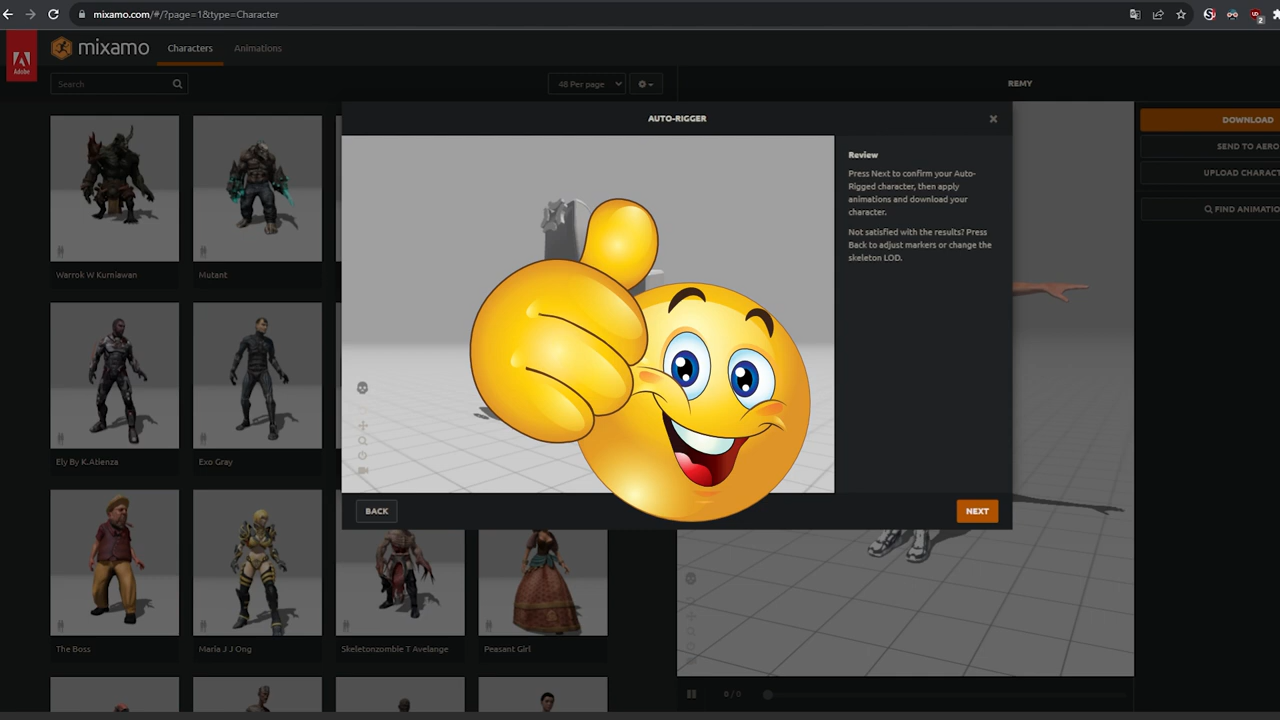 mixamo.com/#/?page=1&type=Character
2
Adobe
mixamo
Characters
Animations
Search
48 Per page
REMY
AUTO-RIGGER
DOWNLOAD
SEND TO AERO
UPLOAD CHARACT
FIND ANIMATIO
Review
Press Next to confirm your Auto-
Rigged character, then apply
animations and download your
character.
Not satisfied with the results? Press
Back to adjust markers or change the
skeleton LOD.
Warrok W Kurniawan
Mutant
Ely By K.Atienza
Exo Gray
BACK
NEXT
The Boss
Maria J J Ong
Skeletonzombie T Avelange
Peasant Girl
0 / 0